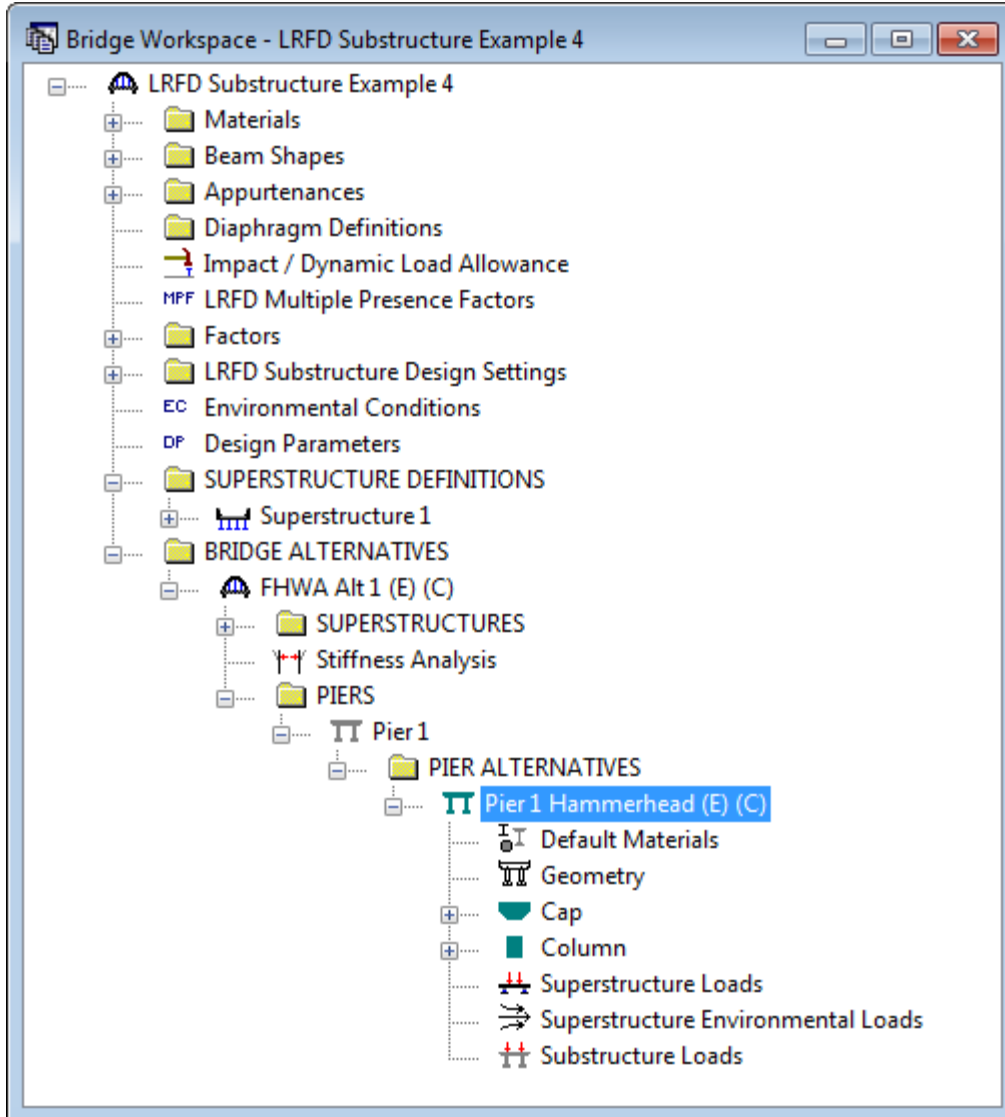 Bridge Workspace - LRFD Substructure Example 4
LRFD Substructure Example 4
Materials
Beam Shapes
Appurtenances
Diaphragm Definitions
Impact / Dynamic Load Allowance
MPF LRFD Multiple Presence Factors
Factors
LRFD Substructure Design Settings
EC Environmental Conditions
DP Design Parameters
SUPERSTRUCTURE DEFINITIONS
Superstructure 1
BRIDGE ALTERNATIVES
FHWA Alt 1 (E) (C)
SUPERSTRUCTURES
Stiffness Analysis
PIERS
Pier 1
PIER ALTERNATIVES
Pier 1 Hammerhead (E) (C)
Default Materials
Geometry
Cap
Column
Superstructure Loads
Superstructure Environmental Loads
Substructure Loads